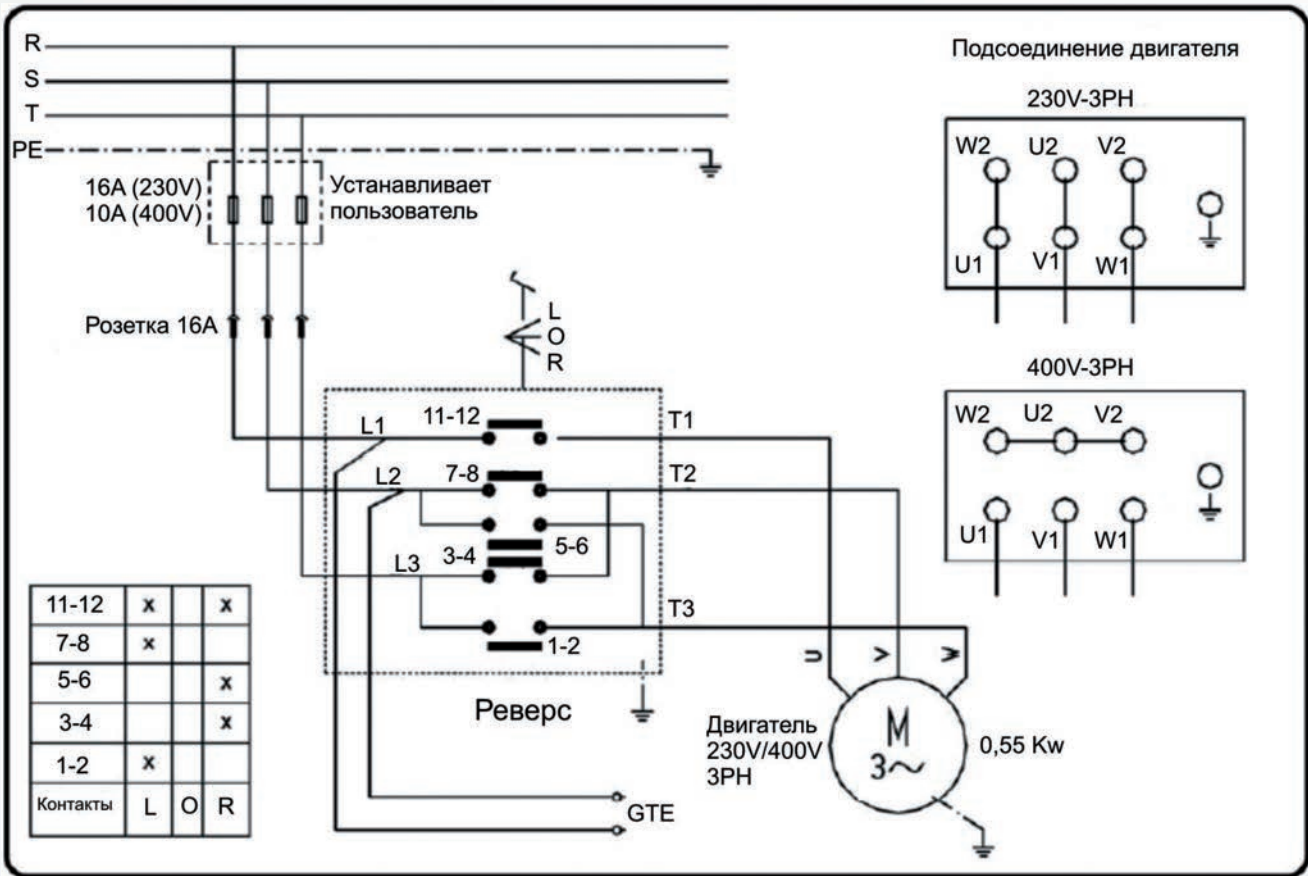 R
S
T
PE
16A (230V)
10A (400V)
Устанавливает
пользователь
Розетка 16А
L
O
R
L1
11-12
T1
L2
7-8
T2
5-6
3-4
L3
T3
1-2
Реверс
U
V
W
M
3~
Двигатель
230V/400V
3PH
0,55 Kw
GTE
11-12 x x
7-8 x
5-6 x
3-4 x
1-2 x
Контакты L O R
Подсоединение двигателя
230V-3PH
W2 U2 V2
U1 V1 W1
400V-3PH
W2 U2 V2
U1 V1 W1